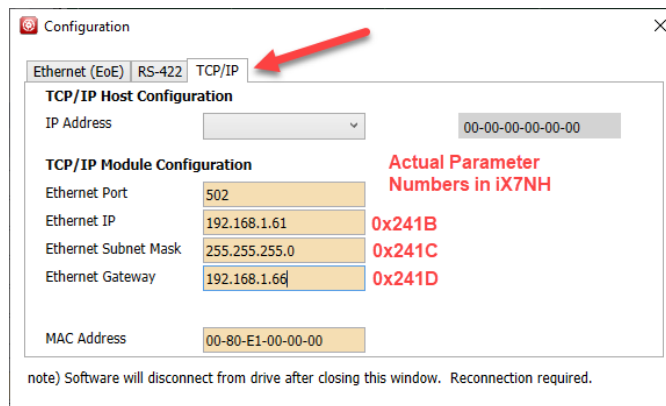 Configuration
Ethernet (EoE) RS-422 TCP/IP
TCP/IP Host Configuration
IP Address 00-00-00-00-00-00
TCP/IP Module Configuration
Actual Parameter
Numbers in iX7NH
Ethernet Port 502
Ethernet IP 192.168.1.61 0x241B
Ethernet Subnet Mask 255.255.255.0 0x241C
Ethernet Gateway 192.168.1.66 0x241D
MAC Address 00-80-E1-00-00-00
note) Software will disconnect from drive after closing this window. Reconnection required.